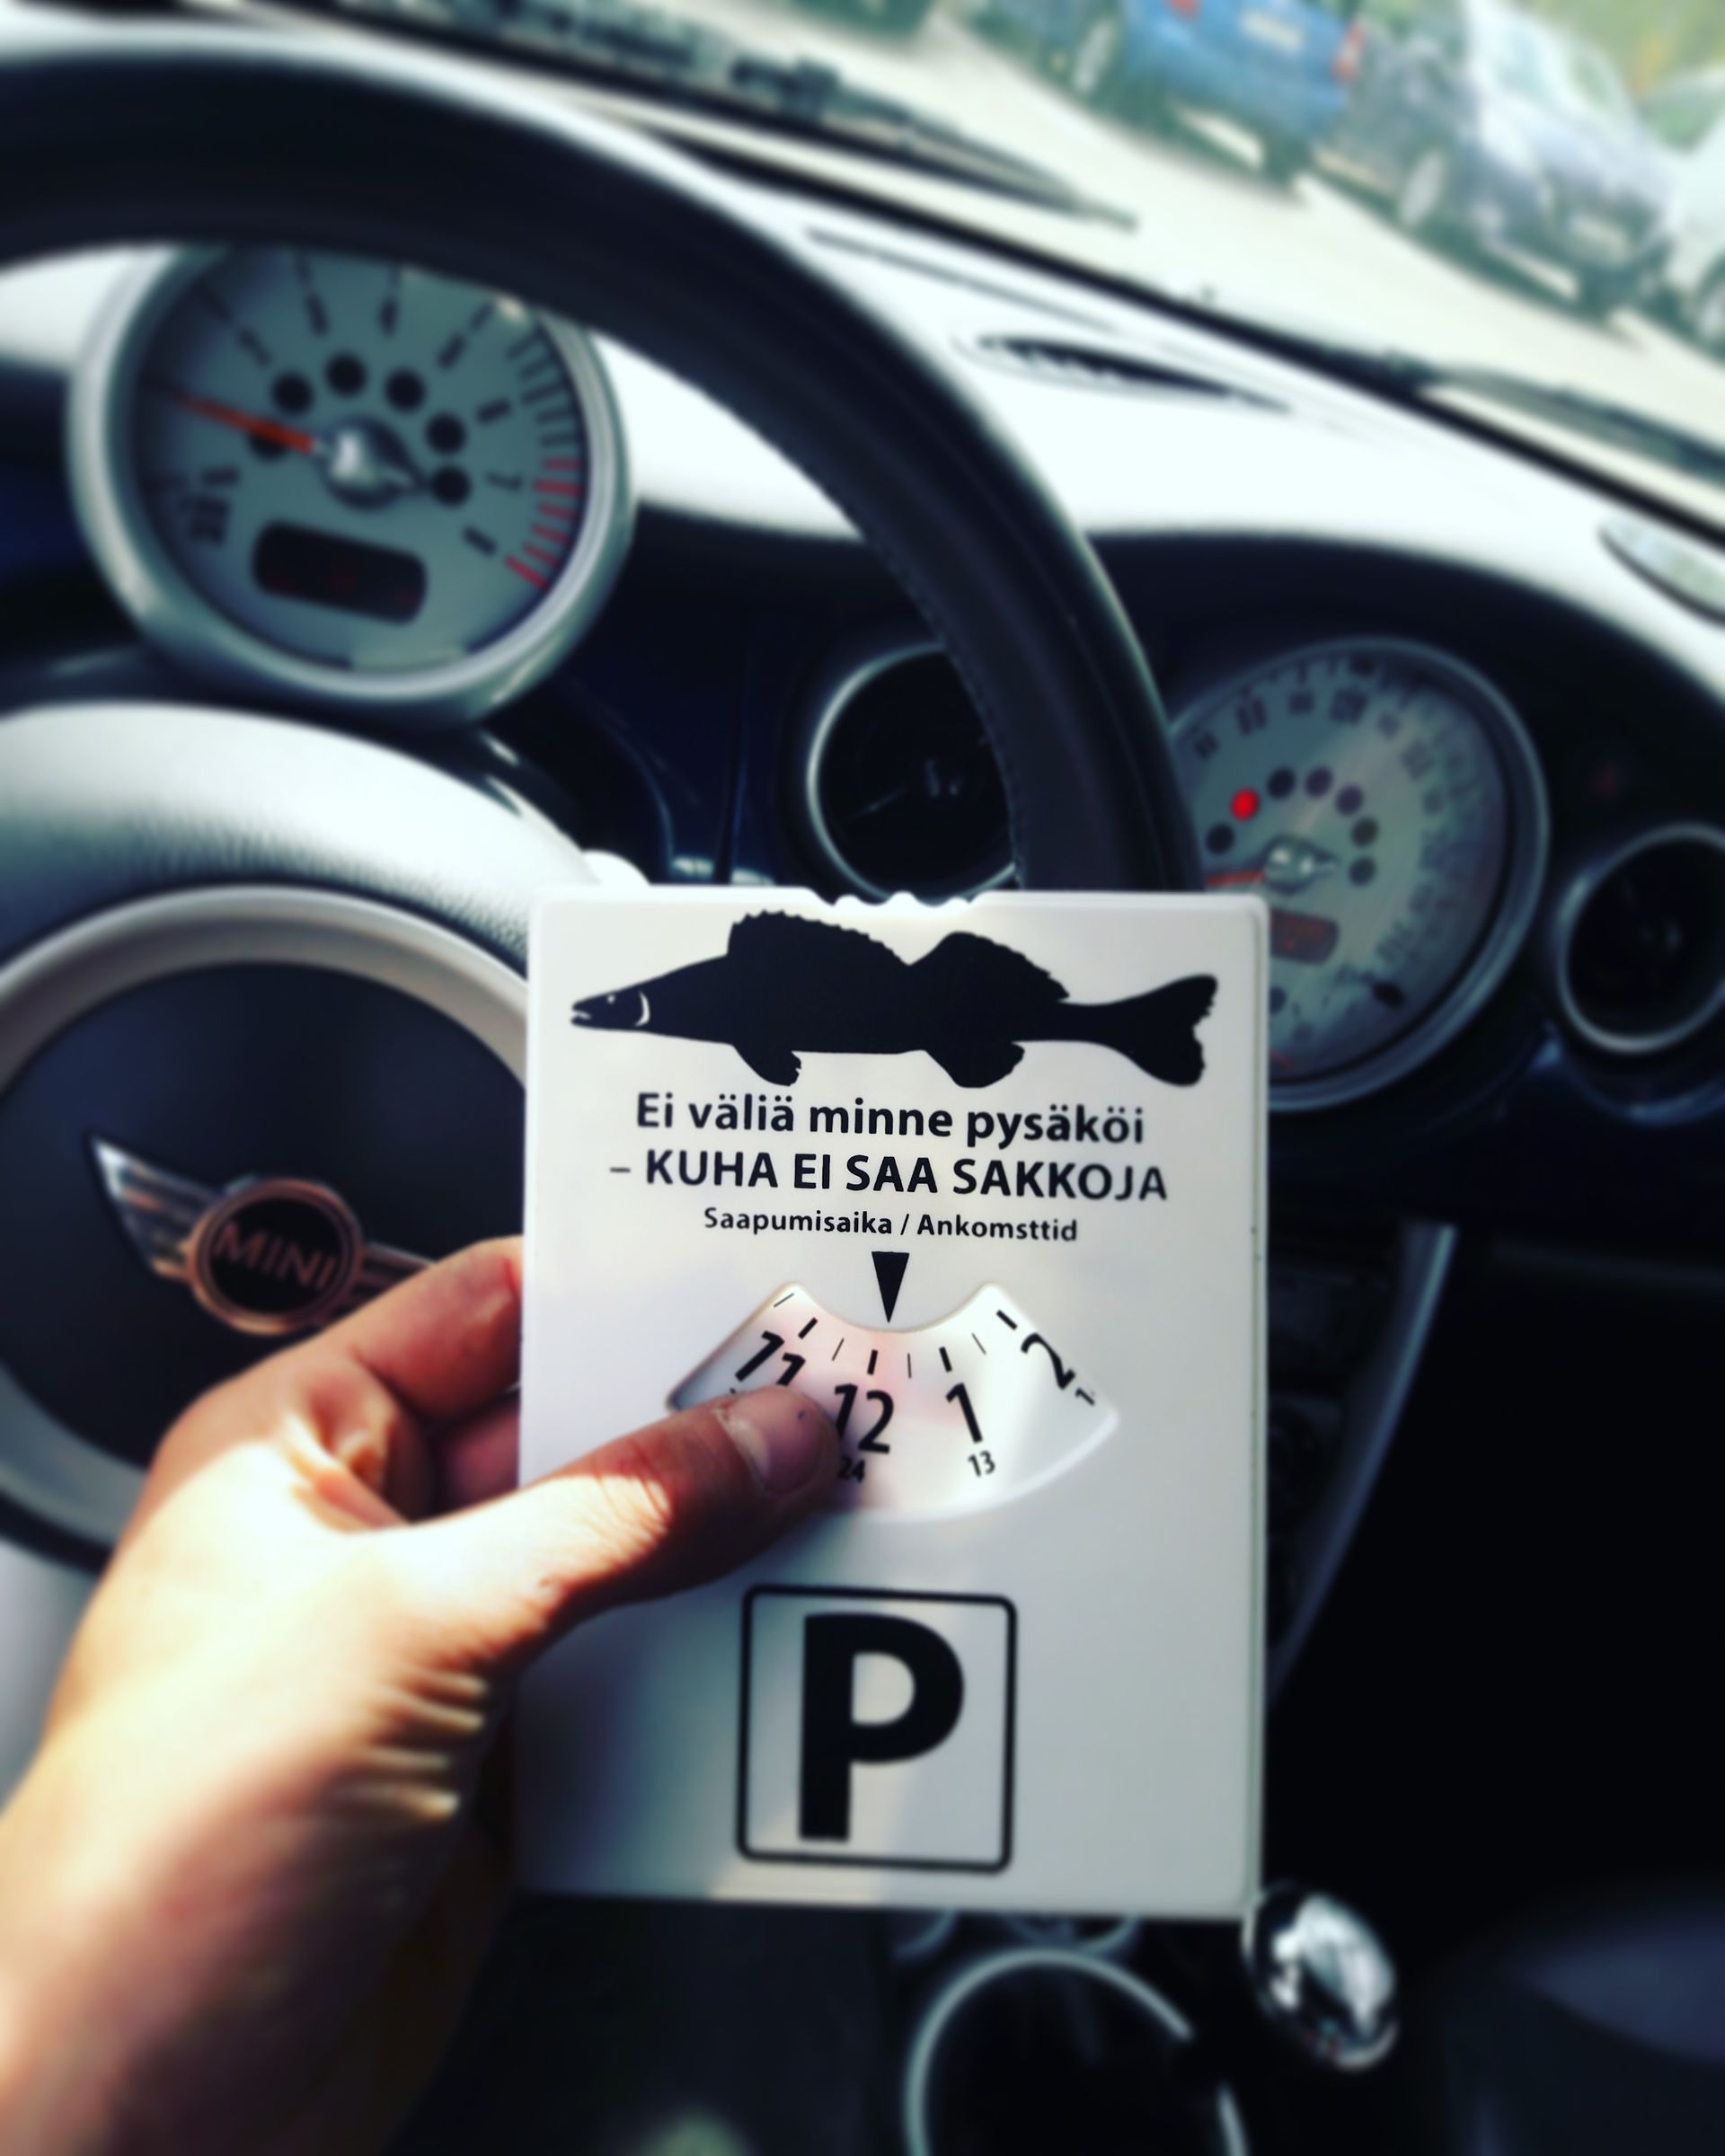 Ei väliä minne pysäköi
– KUHA EI SAA SAKKOJA
Saapumisaika / Ankomsttid
11 12 1 2
24 13
P
MINI